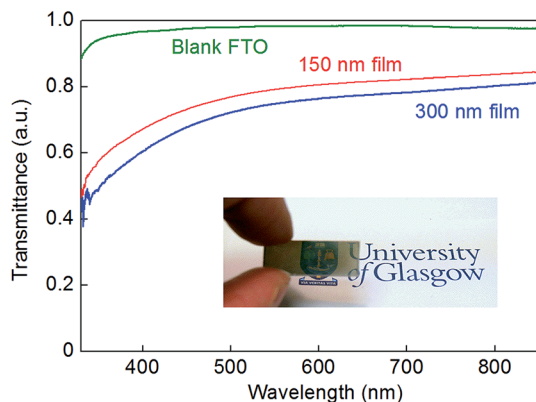 Transmittance (a.u.)
1.0
0.8
0.6
0.4
0.2
0
Blank FTO
150 nm film
300 nm film
University
of Glasgow
400
500
600
700
800
Wavelength (nm)